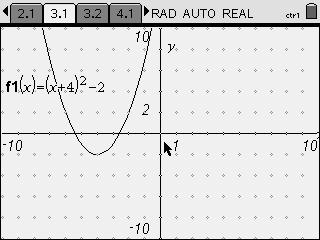 2.1 3.1 3.2 4.1 RAD AUTO REAL ctrl
10 y
f1(x)=(x+4)²-2
2
-10 1 10
-10